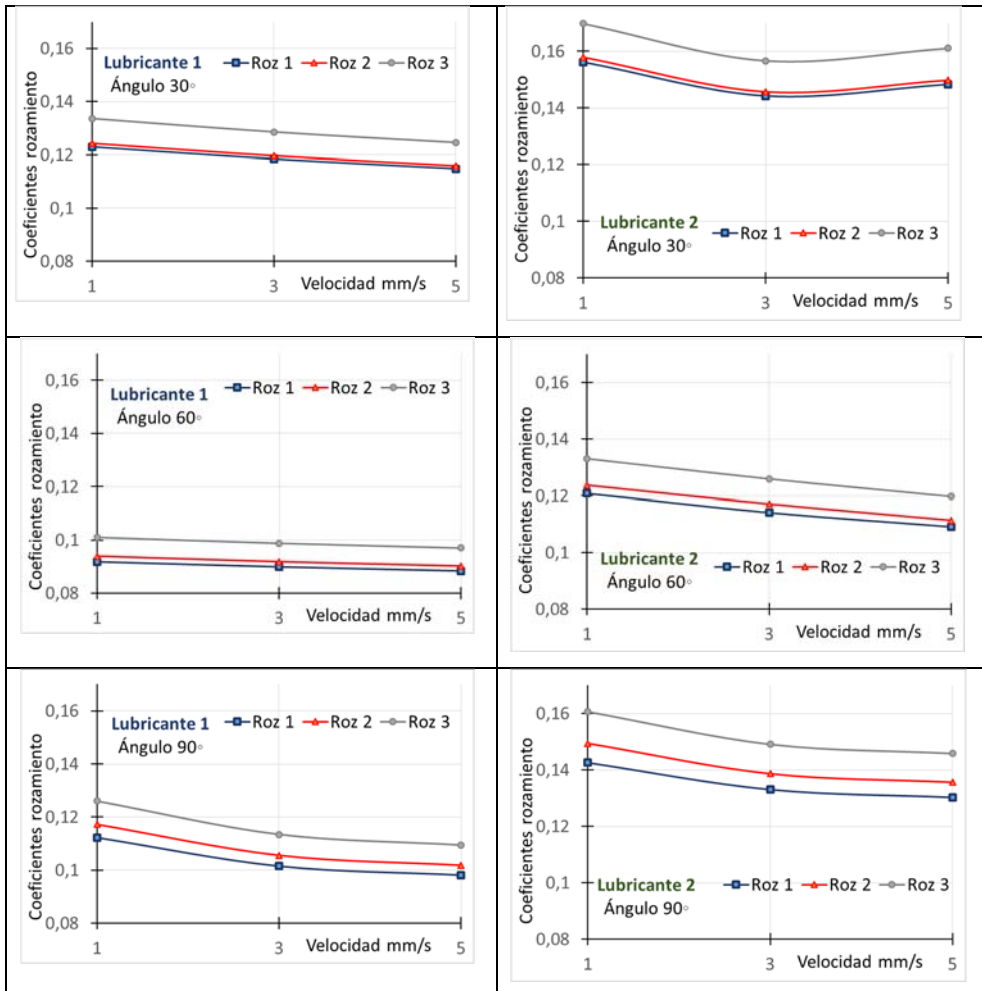 Coeficientes rozamiento
0,16
0,14
0,12
0,1
0,08
Lubricante 1
Ángulo 30°
Roz 1 Roz 2 Roz 3
1 3 5
Velocidad mm/s
Coeficientes rozamiento
0,16
0,14
0,12
0,1
0,08
Lubricante 2
Ángulo 30°
Roz 1 Roz 2 Roz 3
1 3 5
Velocidad mm/s
Coeficientes rozamiento
0,16
0,14
0,12
0,1
0,08
Lubricante 1
Ángulo 60°
Roz 1 Roz 2 Roz 3
1 3 5
Velocidad mm/s
Coeficientes rozamiento
0,16
0,14
0,12
0,1
0,08
Lubricante 2
Ángulo 60°
Roz 1 Roz 2 Roz 3
1 3 5
Velocidad mm/s
Coeficientes rozamiento
0,16
0,14
0,12
0,1
0,08
Lubricante 1
Ángulo 90°
Roz 1 Roz 2 Roz 3
1 3 5
Velocidad mm/s
Coeficientes rozamiento
0,16
0,14
0,12
0,1
0,08
Lubricante 2
Ángulo 90°
Roz 1 Roz 2 Roz 3
1 3 5
Velocidad mm/s